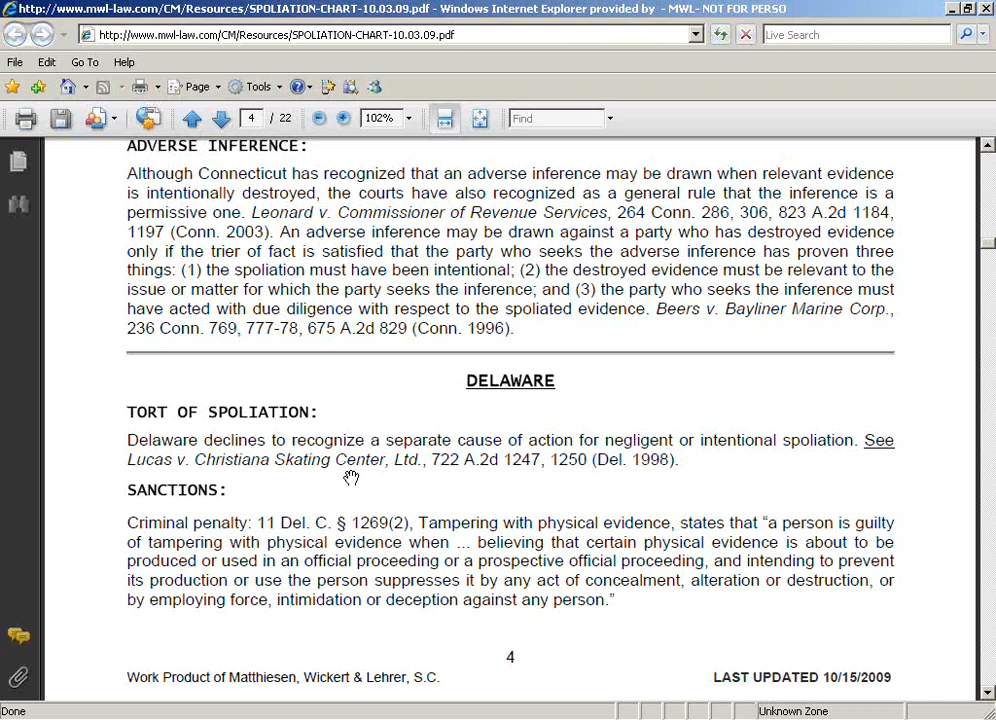 http://www.mwl-law.com/CM/Resources/SPOLIATION-CHART-10.03.09.pdf - Windows Internet Explorer provided by - MWL- NOT FOR PERSO
http://www.mwl-law.com/CM/Resources/SPOLIATION-CHART-10.03.09.pdf Live Search
File Edit Go To Help
Page Tools
4 / 22 102% Find
ADVERSE INFERENCE:
Although Connecticut has recognized that an adverse inference may be drawn when relevant evidence
is intentionally destroyed, the courts have also recognized as a general rule that the inference is a
permissive one. Leonard v. Commissioner of Revenue Services, 264 Conn. 286, 306, 823 A.2d 1184,
1197 (Conn. 2003). An adverse inference may be drawn against a party who has destroyed evidence
only if the trier of fact is satisfied that the party who seeks the adverse inference has proven three
things: (1) the spoliation must have been intentional; (2) the destroyed evidence must be relevant to the
issue or matter for which the party seeks the inference; and (3) the party who seeks the inference must
have acted with due diligence with respect to the spoliated evidence. Beers v. Bayliner Marine Corp.,
236 Conn. 769, 777-78, 675 A.2d 829 (Conn. 1996).
DELAWARE
TORT OF SPOLIATION:
Delaware declines to recognize a separate cause of action for negligent or intentional spoliation. See
Lucas v. Christiana Skating Center, Ltd., 722 A.2d 1247, 1250 (Del. 1998).
SANCTIONS:
Criminal penalty: 11 Del. C. § 1269(2), Tampering with physical evidence, states that “a person is guilty
of tampering with physical evidence when ... believing that certain physical evidence is about to be
produced or used in an official proceeding or a prospective official proceeding, and intending to prevent
its production or use the person suppresses it by any act of concealment, alteration or destruction, or
by employing force, intimidation or deception against any person.”
4
Work Product of Matthiesen, Wickert & Lehrer, S.C. LAST UPDATED 10/15/2009
Done Unknown Zone